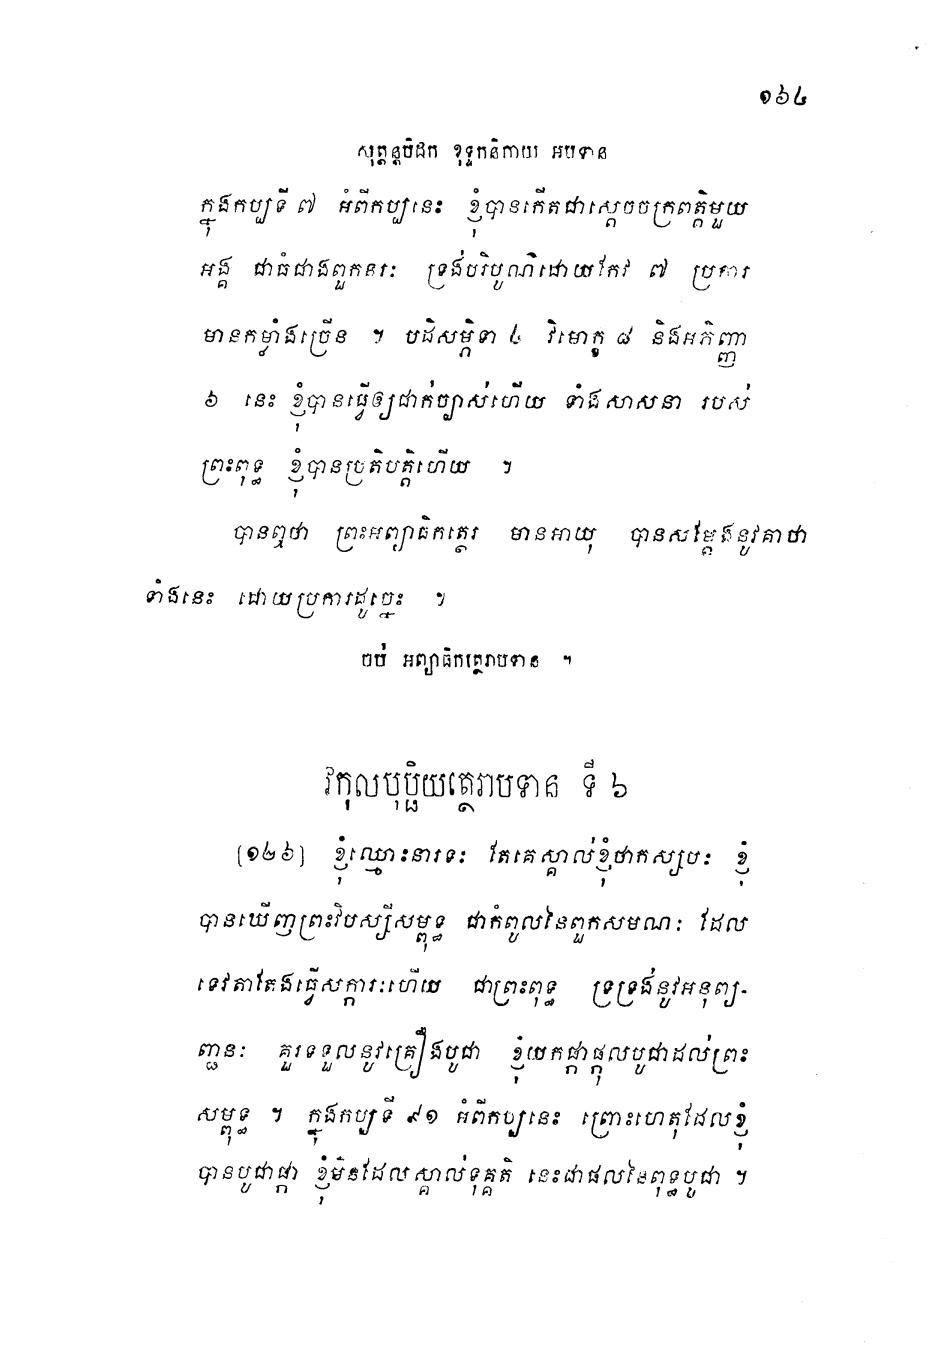 ១៦៤
សុត្តន្តបិដក ខុទ្ទកនិកាយ អបទាន
ក្នុងកប្បទី ៧ អំពីកប្បនេះ ខ្ញុំបានកើតជាស្តេចចក្រពត្តិមួយ
អង្គ ជាធំជាងពួកនរៈ ទ្រង់បរិបូណ៌ដោយកែវ ៧ ប្រការ
មានកម្លាំងច្រើន ។ បដិសម្ភិទា ៤ វិមោក្ខ ៨ និងអភិញ្ញា
៦ នេះ ខ្ញុំបានធ្វើឲ្យជាក់ច្បាស់ហើយ ទាំងសាសនា របស់
ព្រះពុទ្ធ ខ្ញុំបានប្រតិបត្តិហើយ ។
បានឮថា ព្រះអព្យាធិកត្ថេរ មានអាយុ បានសម្តែងនូវគាថា
ទាំងនេះ ដោយប្រការដូច្នេះ ។
ចប់ អព្យាធិកត្ថេរាបទាន ។
វកុលបុប្ផិយត្ថេរាបទាន ទី ៦
[១២៦] ខ្ញុំឈ្មោះនារទៈ តែគេស្គាល់ខ្ញុំថាកស្សបៈ ខ្ញុំ
បានឃើញព្រះវិបស្សីសម្ពុទ្ធ ជាកំពូលនៃពួកសមណៈ ដែល
ទេវតាតែងធ្វើសក្ការៈហើយ ជាព្រះពុទ្ធ ទ្រទ្រង់នូវអនុព្យ-
ញ្ជនៈ គួរទទួលនូវគ្រឿងបូជា ខ្ញុំយកផ្កាផ្កុលបូជាដល់ព្រះ
សម្ពុទ្ធ ។ ក្នុងកប្បទី ៩១ អំពីកប្បនេះ ព្រោះហេតុដែលខ្ញុំ
បានបូជាផ្កា ខ្ញុំមិនដែលស្គាល់ទុគ្គតិ នេះជាផលនៃពុទ្ធបូជា ។